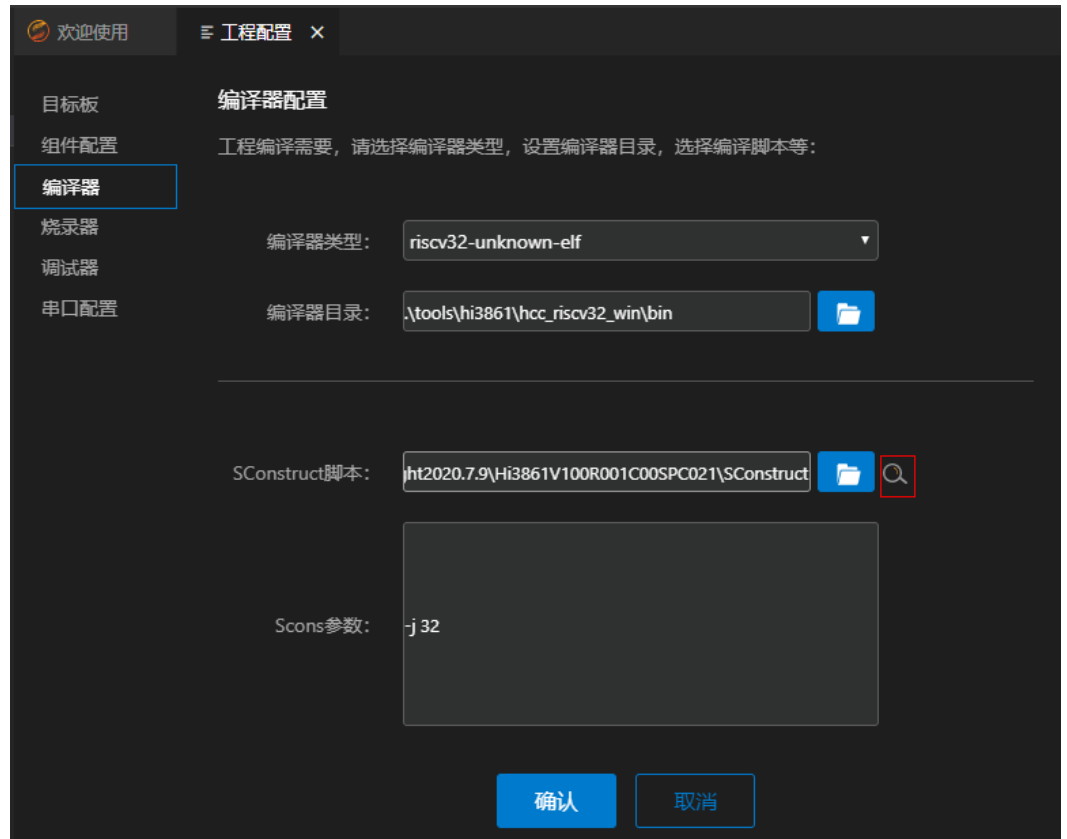 欢迎使用
工程配置
目标板
组件配置
编译器
烧录器
调试器
串口配置
编译器配置
工程编译需要，请选择编译器类型，设置编译器目录，选择编译脚本等：
编译器类型： riscv32-unknown-elf
编译器目录： .\tools\hi3861\hcc_riscv32_win\bin
SConstruct脚本： ht2020.7.9\Hi3861V100R001C00SPC021\SConstruct
Scons参数： -j 32
确认
取消